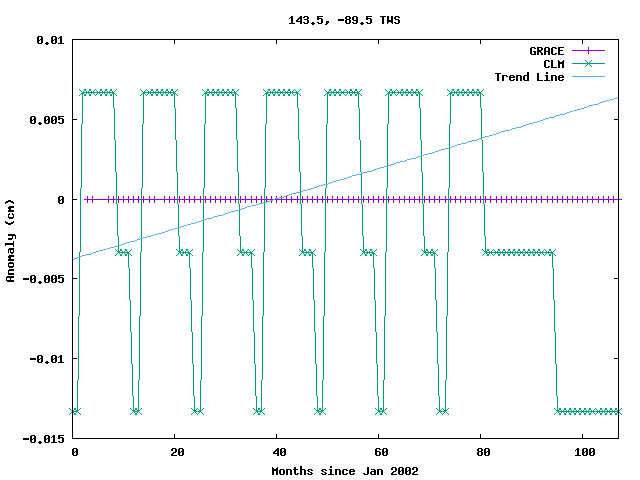 143.5, -89.5 TWS
GRACE
CLM
Trend Line
0.01
0.005
0
-0.005
-0.01
-0.015
Anomaly (cm)
0 20 40 60 80 100
Months since Jan 2002